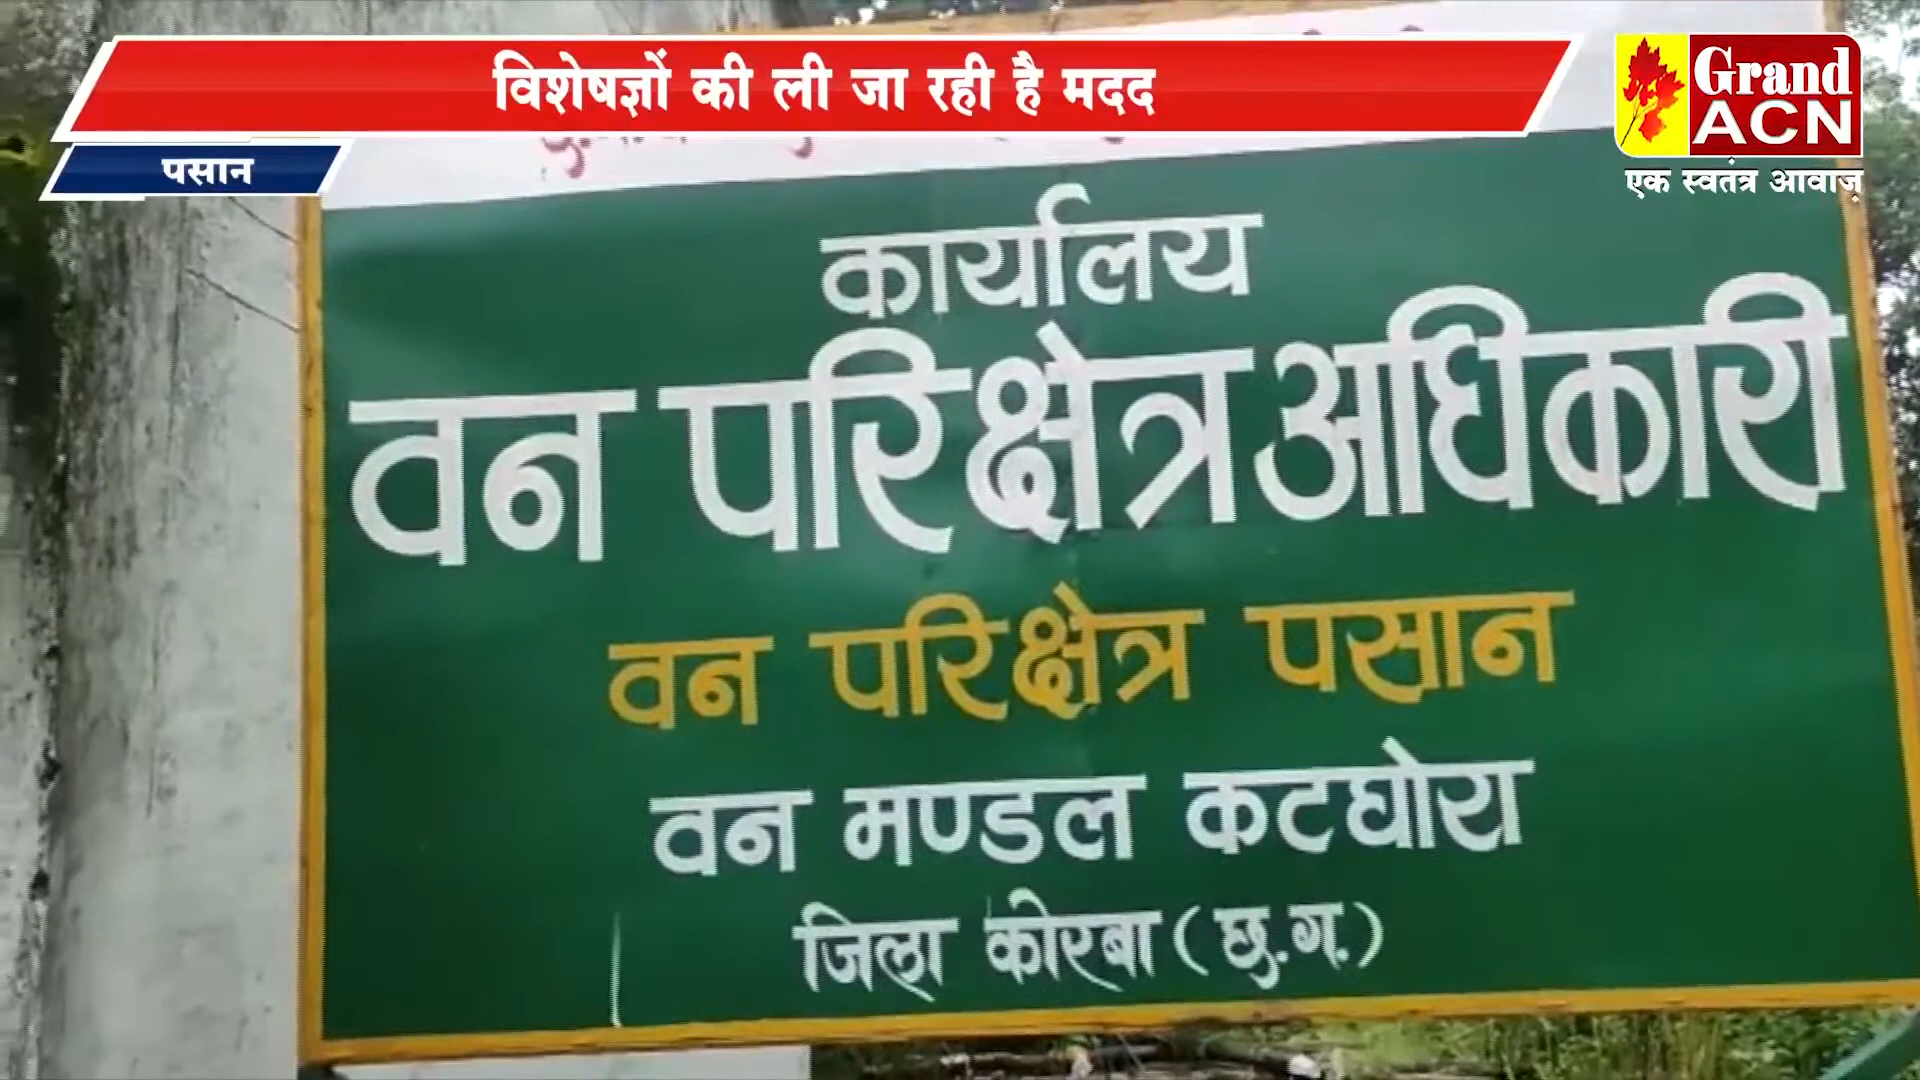 विशेषज्ञों की ली जा रही है मदद
Grand
ACN
एक स्वतंत्र आवाज़
पसान
कार्यालय
वन परिक्षेत्र अधिकारी
वन परिक्षेत्र पसान
वन मण्डल कटघोरा
जिला कोरबा (छ.ग.)